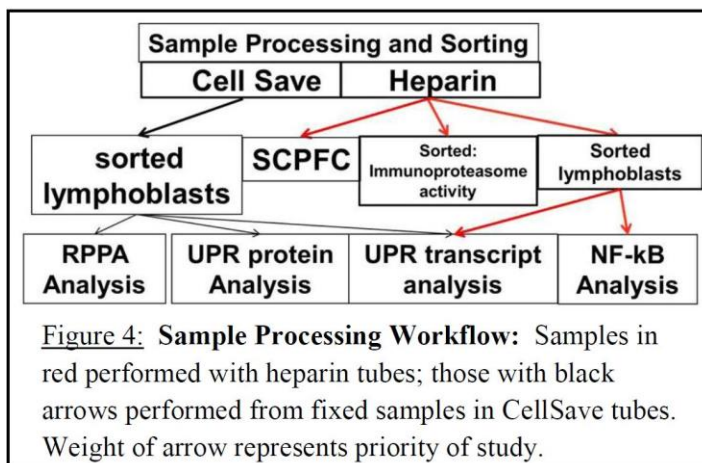 Sample Processing and Sorting
Cell Save Heparin
sorted
lymphoblasts
SCPFC
Sorted:
Immunoproteasome
activity
Sorted
lymphoblasts
RPPA
Analysis
UPR protein
Analysis
UPR transcript
analysis
NF-kB
Analysis
Figure 4: Sample Processing Workflow: Samples in
red performed with heparin tubes; those with black
arrows performed from fixed samples in CellSave tubes.
Weight of arrow represents priority of study.